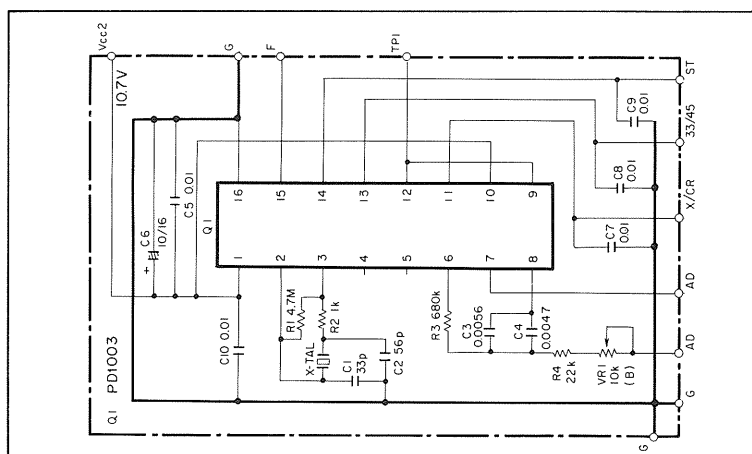 Vcc2
G
F
TP1
10.7V
Q1 PD1003
+ C6
10/16
C5 0.01
Q1
16 15 14 13 12 11 10 9
1 2 3 4 5 6 7 8
C10 0.01
R1 4.7M
R2 1k
X-TAL
C1
33p
C2 56p
R3 680k
C3
0.0056
C4
0.0047
R4
22k
VR1
10k
(B)
C7
0.01
C8
0.01
C9
0.01
G
G
AD
AD
X/CR
33/45
ST